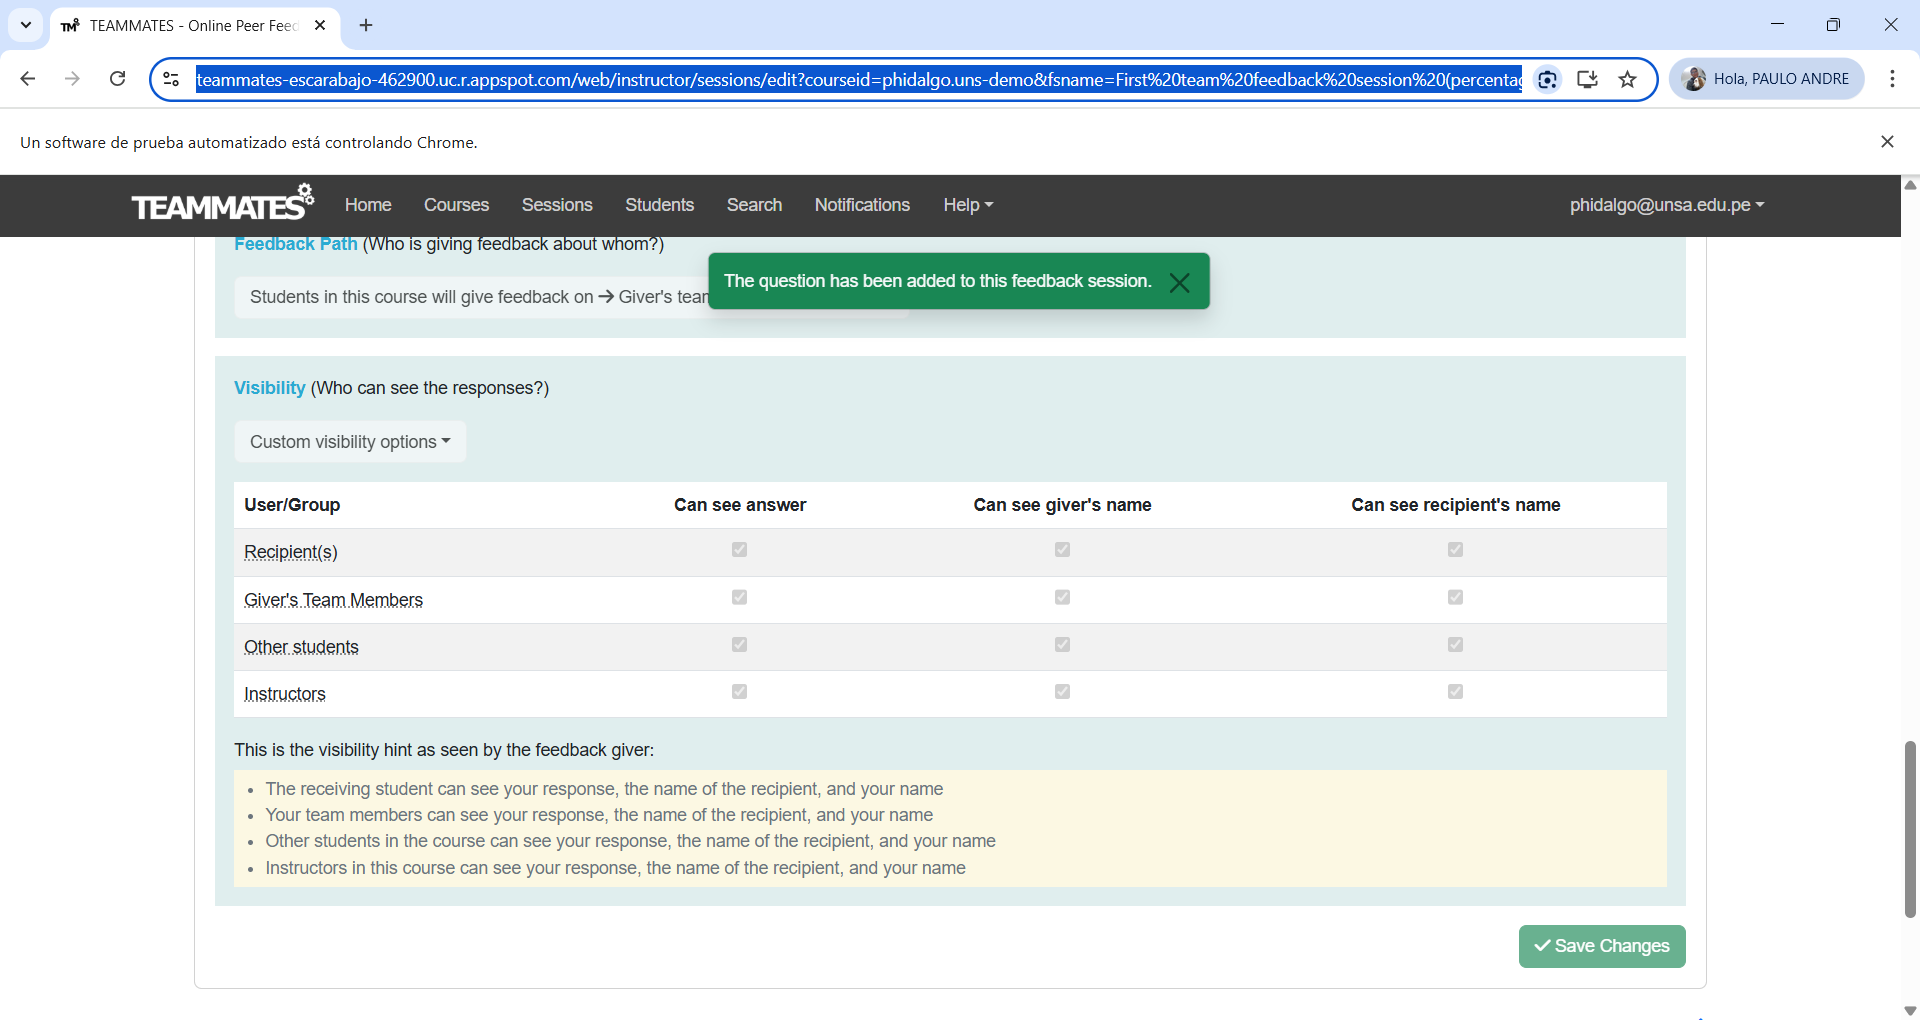 TEAMMATES - Online Peer Feed
teammates-escarabajo-462900.uc.r.appspot.com/web/instructor/sessions/edit?courseid=phidalgo.uns-demo&fsname=First%20team%20feedback%20session%20(percentag
Hola, PAULO ANDRE
Un software de prueba automatizado está controlando Chrome.
TEAMMATES Home Courses Sessions Students Search Notifications Help phidalgo@unsa.edu.pe
Feedback Path (Who is giving feedback about whom?)
The question has been added to this feedback session.
Students in this course will give feedback on → Giver's team
Visibility (Who can see the responses?)
Custom visibility options
User/Group Can see answer Can see giver's name Can see recipient's name
Recipient(s)
Giver's Team Members
Other students
Instructors
This is the visibility hint as seen by the feedback giver:
• The receiving student can see your response, the name of the recipient, and your name
• Your team members can see your response, the name of the recipient, and your name
• Other students in the course can see your response, the name of the recipient, and your name
• Instructors in this course can see your response, the name of the recipient, and your name
Save Changes